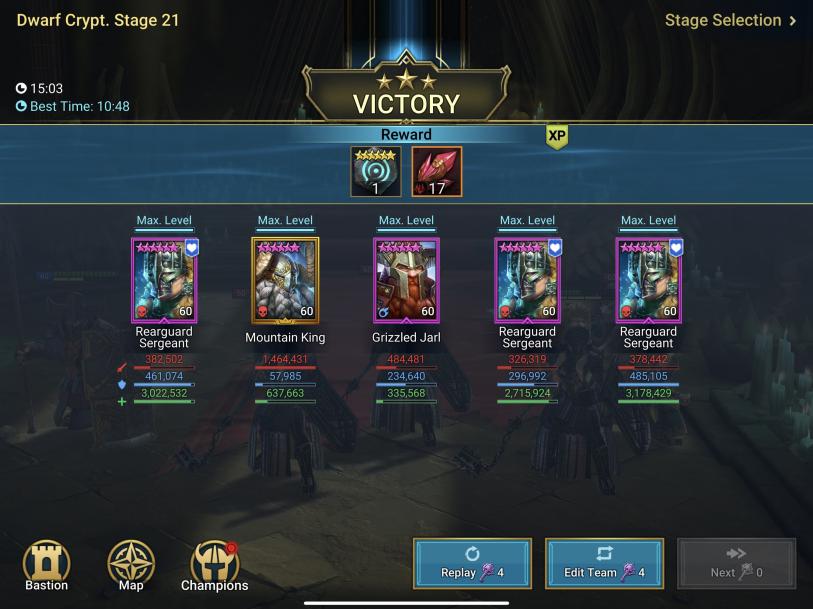 Dwarf Crypt. Stage 21
Stage Selection >
15:03
Best Time: 10:48
VICTORY
Reward
XP
1
17
Max. Level
Max. Level
Max. Level
Max. Level
Max. Level
60
60
60
60
60
Rearguard
Sergeant
Mountain King
Grizzled Jarl
Rearguard
Sergeant
Rearguard
Sergeant
382,502
1,464,431
484,481
326,319
378,442
461,074
57,985
234,640
296,992
485,105
3,022,532
637,663
335,568
2,715,924
3,178,429
Bastion
Map
Champions
Replay 4
Edit Team 4
Next 0